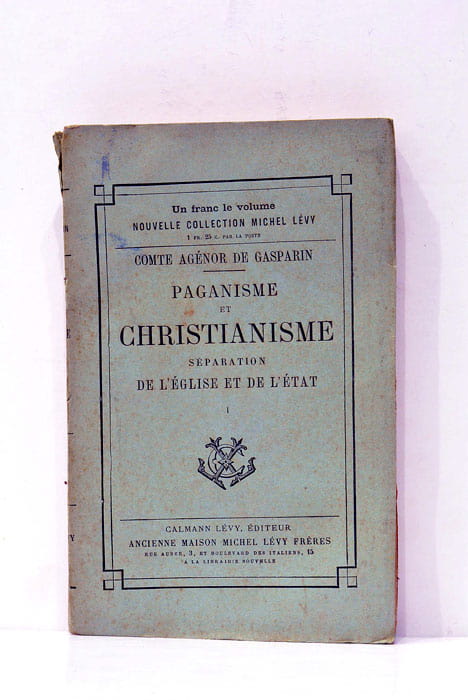 Un franc le volume
NOUVELLE COLLECTION MICHEL LÉVY
1 FR. 25 C. PAR LA POSTE
COMTE AGÉNOR DE GASPARIN
PAGANISME
ET
CHRISTIANISME
SÉPARATION
DE L'ÉGLISE ET DE L'ÉTAT
I
CALMANN LÉVY, ÉDITEUR
ANCIENNE MAISON MICHEL LÉVY FRÈRES
RUE AUBER, 3, ET BOULEVARD DES ITALIENS, 15
A LA LIBRAIRIE NOUVELLE